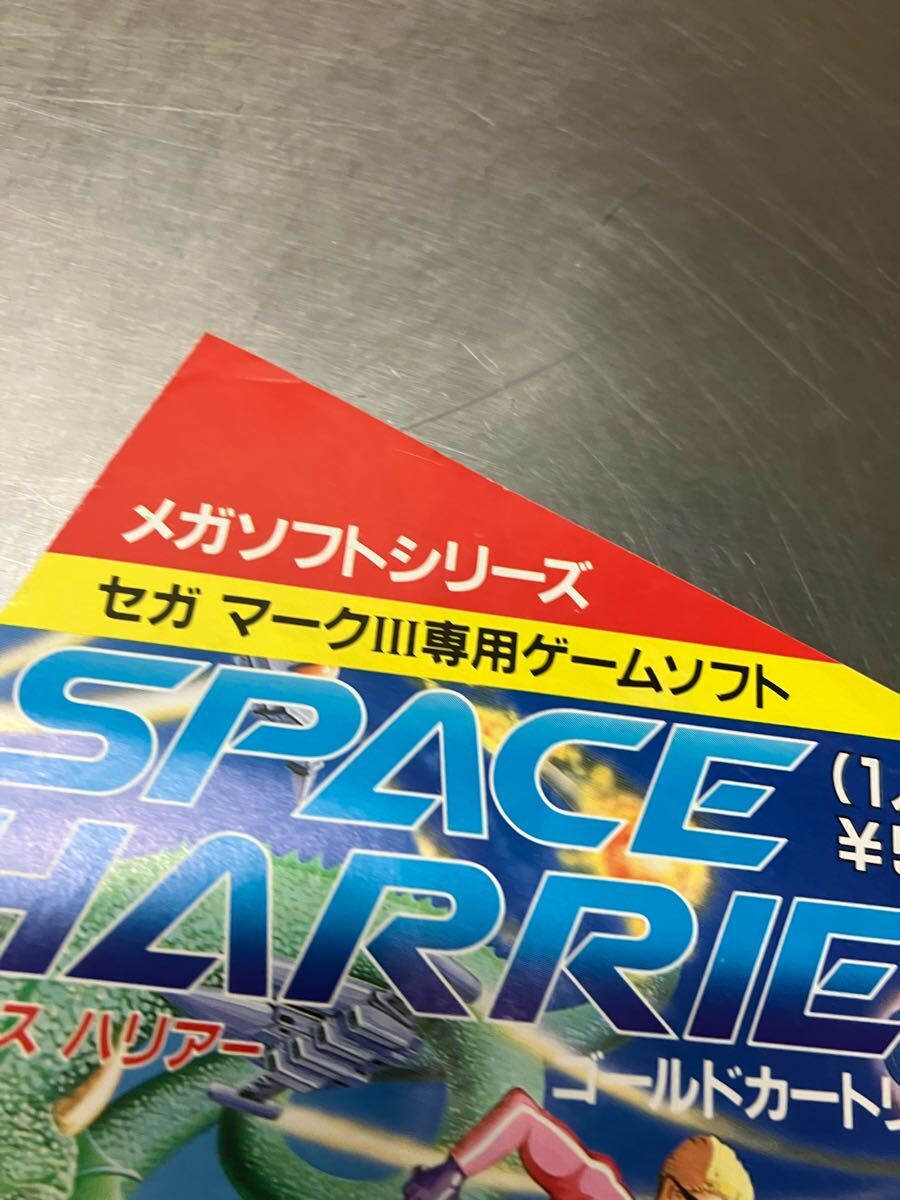 メガソフトシリーズ
セガ マークIII専用ゲームソフト
SPACE
HARRIE
ス ハリアー
ゴールドカートリ
(1
¥5